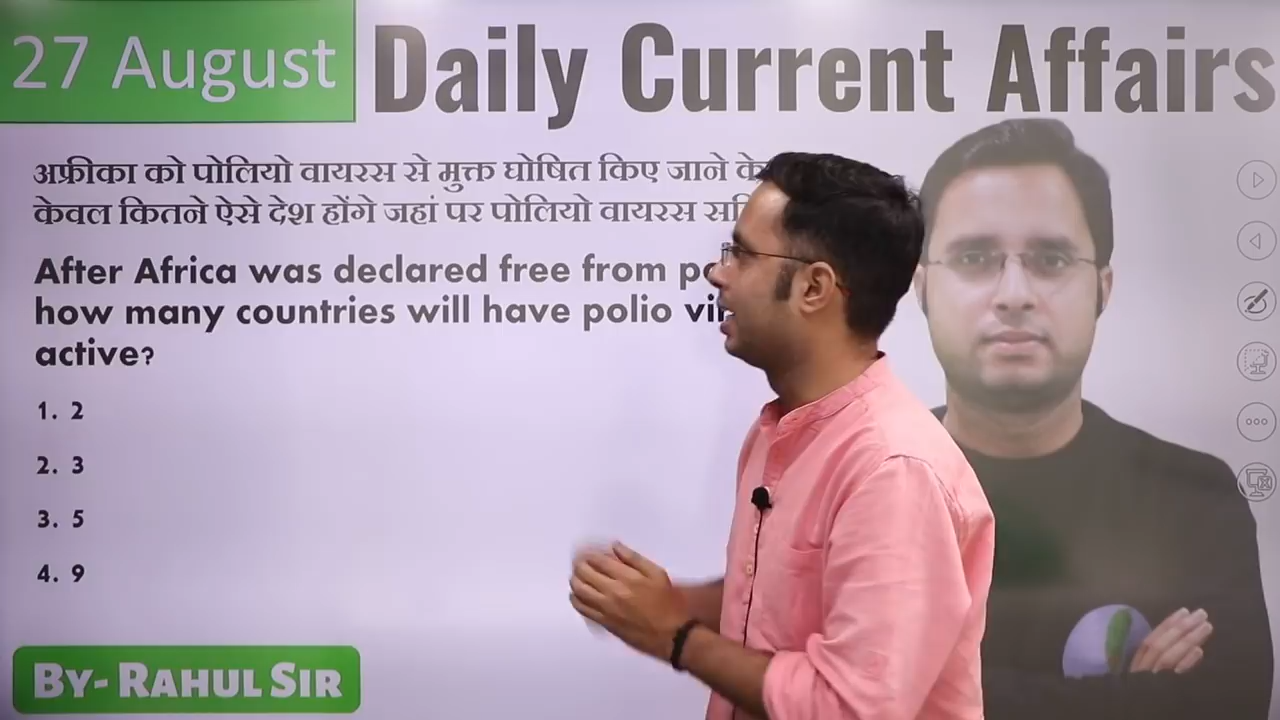 27 August
Daily Current Affairs
अफ्रीका को पोलियो वायरस से मुक्त घोषित किए जाने के
केवल कितने ऐसे देश होंगे जहां पर पोलियो वायरस
After Africa was declared free from
how many countries will have polio
active?
1. 2
2. 3
3. 5
4. 9
BY- RAHUL SIR